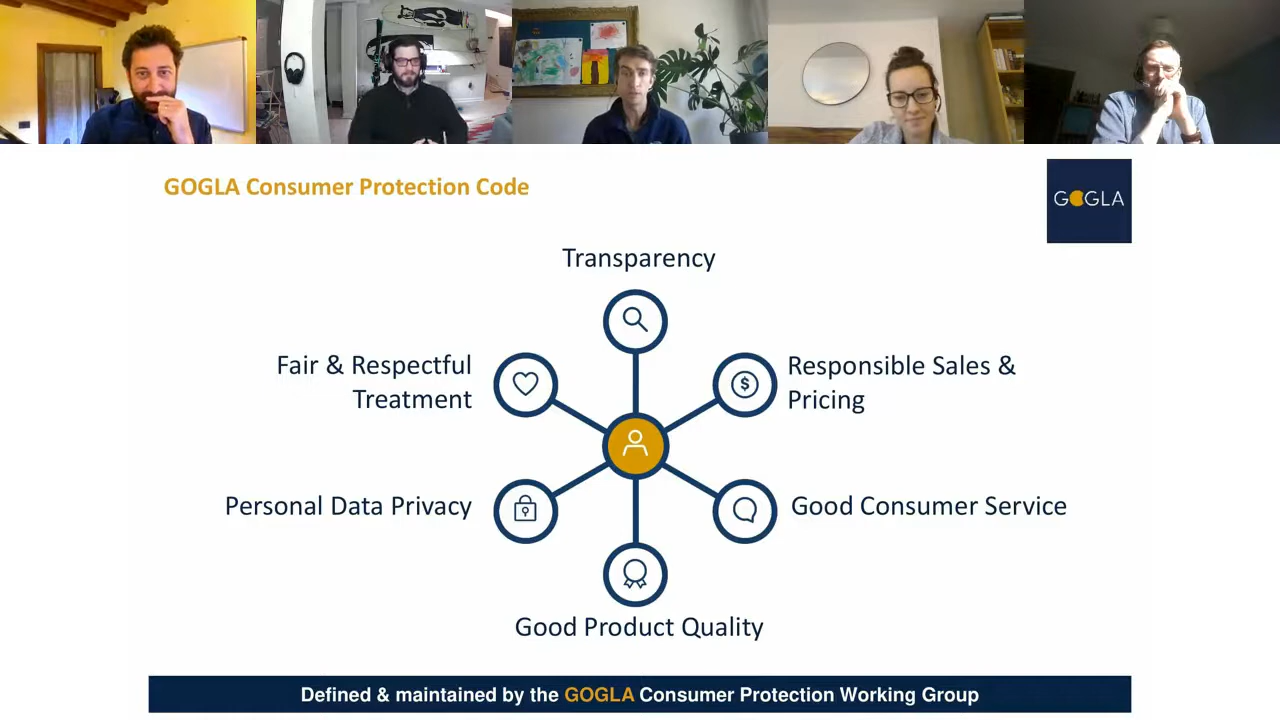 GOGLA Consumer Protection Code
GOGLA
Transparency
Fair & Respectful
Treatment
Responsible Sales &
Pricing
$
Personal Data Privacy
Good Consumer Service
Good Product Quality
Defined & maintained by the GOGLA Consumer Protection Working Group